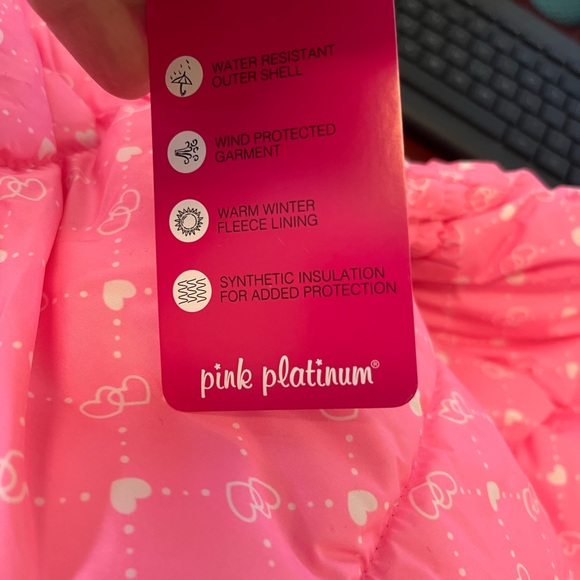 WATER RESISTANT
OUTER SHELL
WIND PROTECTED
GARMENT
WARM WINTER
FLEECE LINING
SYNTHETIC INSULATION
FOR ADDED PROTECTION
pink platinum®